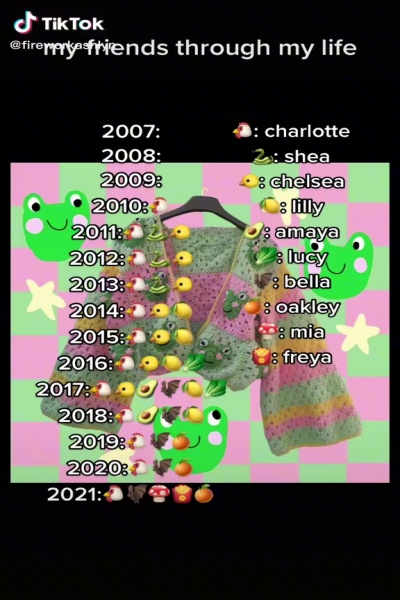 TikTok
@fireworkashlyn
my friends through my life
2007: 🐔: charlotte
2008: 🐍: shea
2009: 🐤: chelsea
2010:🐔 🍋: lilly
2011:🐔🐍🐤 🥑: amaya
2012:🐔🐍🐤 🥬: lucy
2013:🐔🐍🐤 🦇: bella
2014:🐔🐤🍋 🍊: oakley
2015:🐔🐤🍋 🍄: mia
2016:🐔🐤🍋🥬 🍟: freya
2017:🐔🐤🥑🦇🍋🥬
2018:🐔🥑🦇🍋
2019:🐔🦇🍊
2020:🐔🦇🍊
2021:🐔🦇🍄🍟🍊